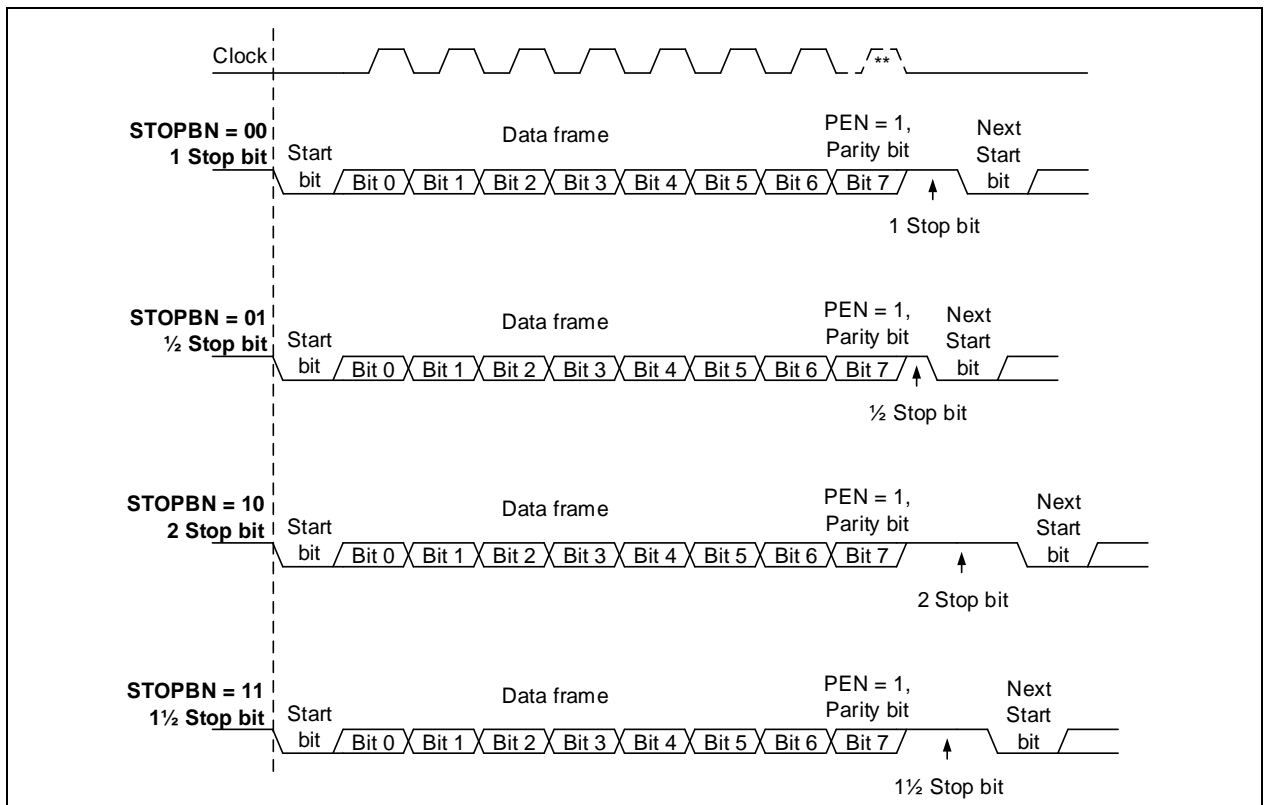 Clock
**
STOPBN = 00
1 Stop bit
Start
bit
Data frame
PEN = 1,
Parity bit
Next
Start
bit
Bit 0 Bit 1 Bit 2 Bit 3 Bit 4 Bit 5 Bit 6 Bit 7
1 Stop bit
STOPBN = 01
½ Stop bit
Start
bit
Data frame
PEN = 1,
Parity bit
Next
Start
bit
Bit 0 Bit 1 Bit 2 Bit 3 Bit 4 Bit 5 Bit 6 Bit 7
½ Stop bit
STOPBN = 10
2 Stop bit
Start
bit
Data frame
PEN = 1,
Parity bit
Next
Start
bit
Bit 0 Bit 1 Bit 2 Bit 3 Bit 4 Bit 5 Bit 6 Bit 7
2 Stop bit
STOPBN = 11
1½ Stop bit
Start
bit
Data frame
PEN = 1,
Parity bit
Next
Start
bit
Bit 0 Bit 1 Bit 2 Bit 3 Bit 4 Bit 5 Bit 6 Bit 7
1½ Stop bit